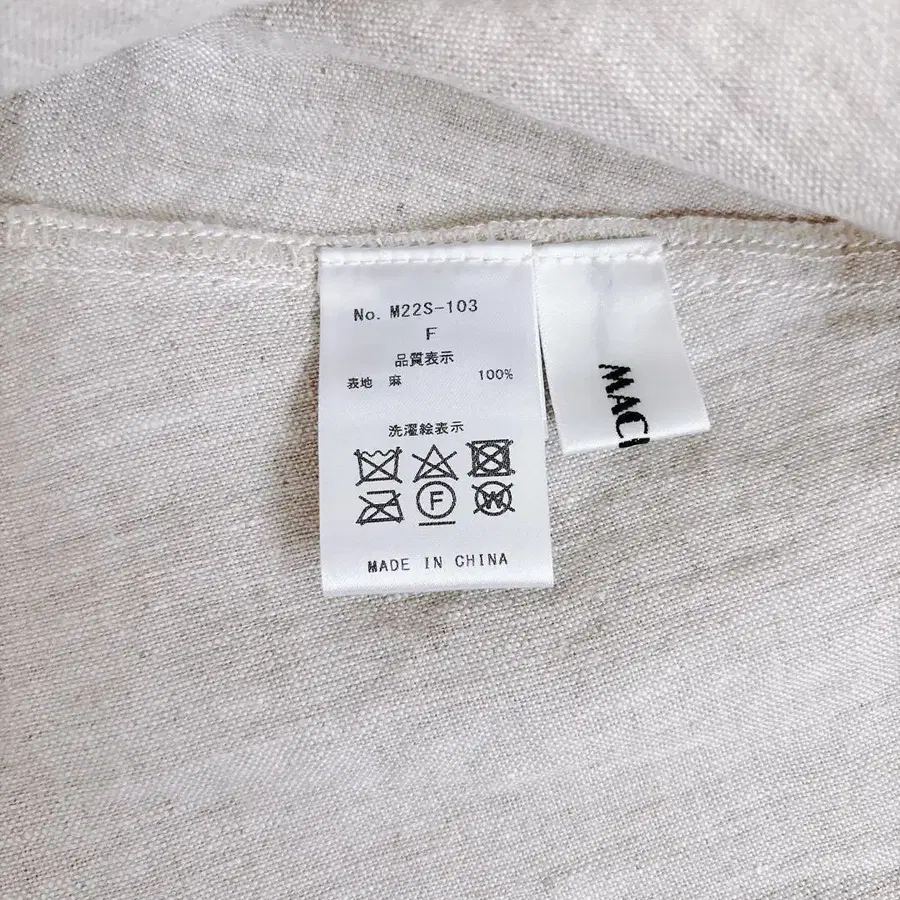 No. M22S-103
F
品質表示
表地 麻 100%
洗濯絵表示
F
W
MADE IN CHINA
MACI